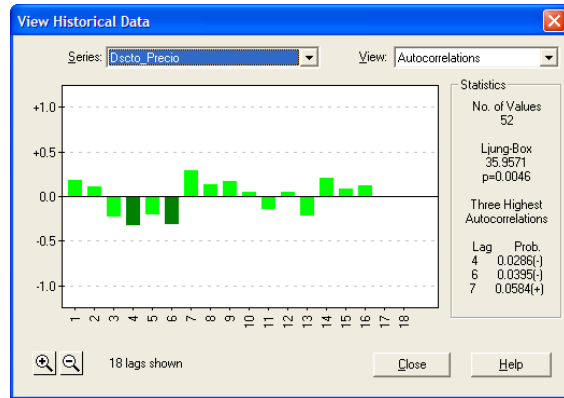 View Historical Data
Series: Dscto_Precio View: Autocorrelations
Statistics
No. of Values
52
Ljung-Box
35.9571
p=0.0046
Three Highest
Autocorrelations
Lag Prob.
4 0.0286(-)
6 0.0395(-)
7 0.0584(+)
+1.0
+0.5
0.0
-0.5
-1.0
1 2 3 4 5 6 7 8 9 10 11 12 13 14 15 16 17 18
18 lags shown Close Help